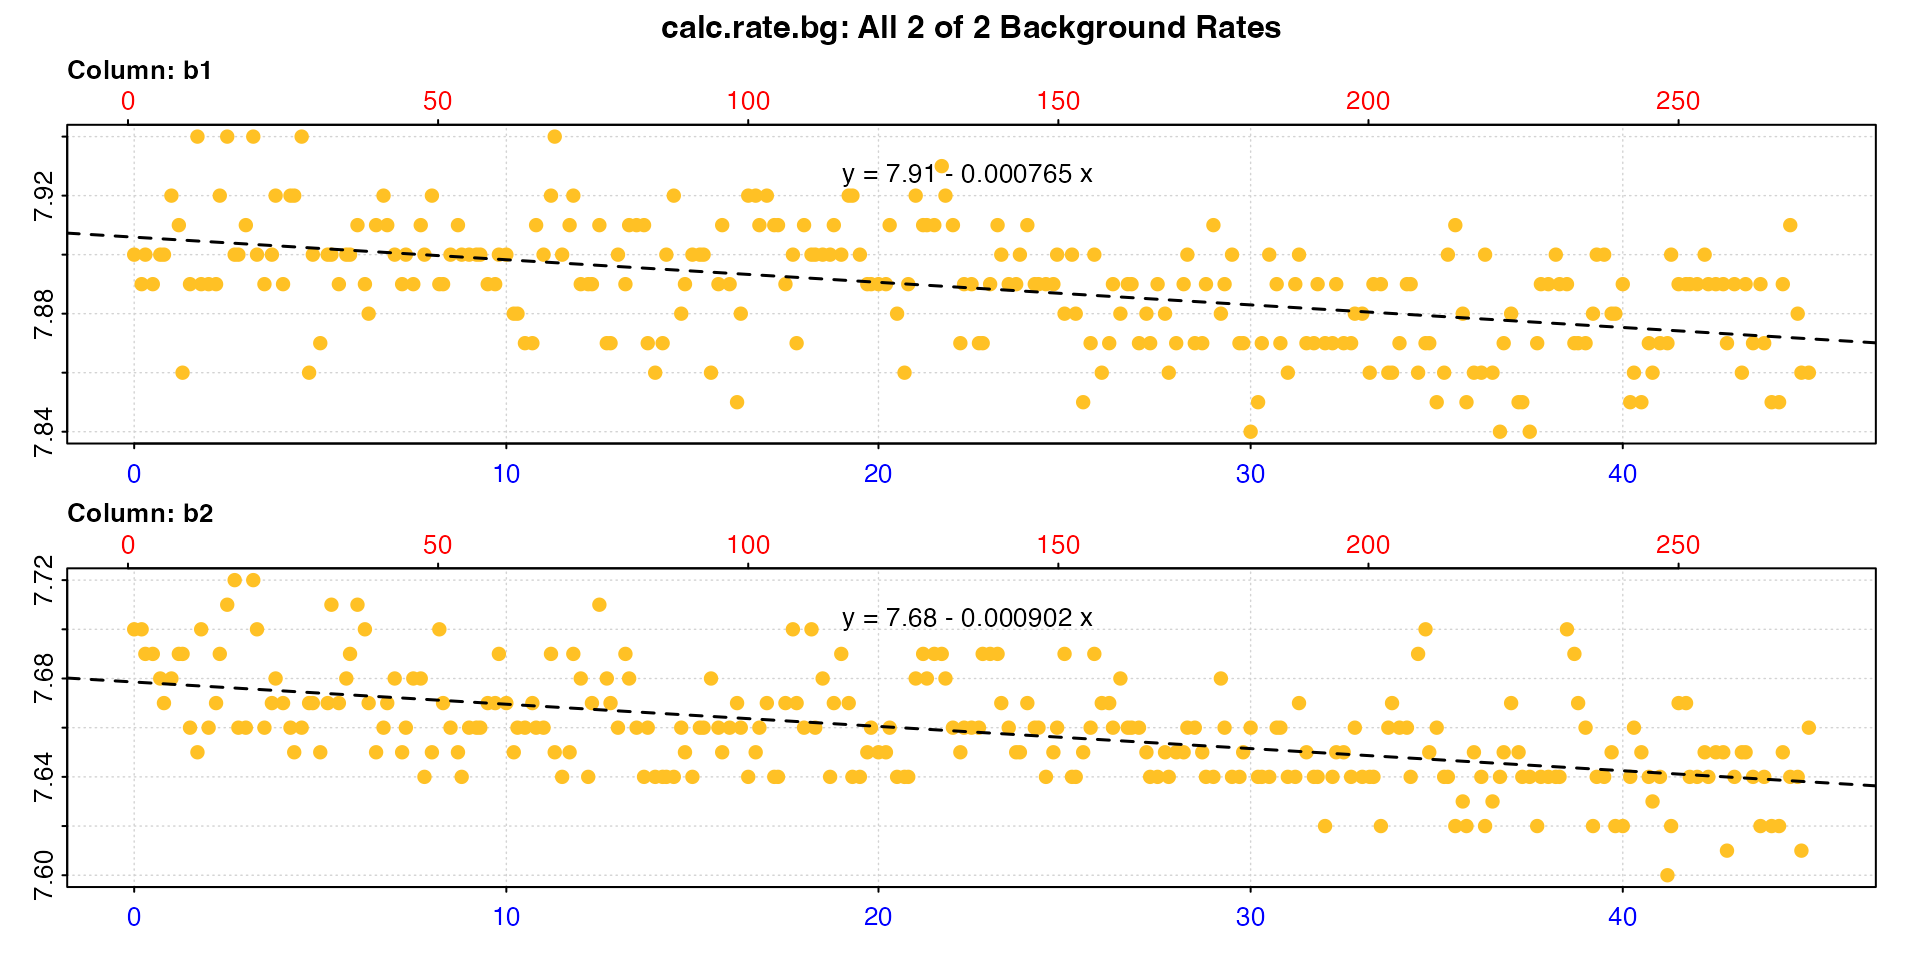 calc.rate.bg: All 2 of 2 Background Rates
Column: b1
0 50 100 150 200 250
y = 7.91 - 0.000765 x
7.92
7.88
7.84
0 10 20 30 40
Column: b2
0 50 100 150 200 250
7.72
y = 7.68 - 0.000902 x
7.68
7.64
7.60
0 10 20 30 40